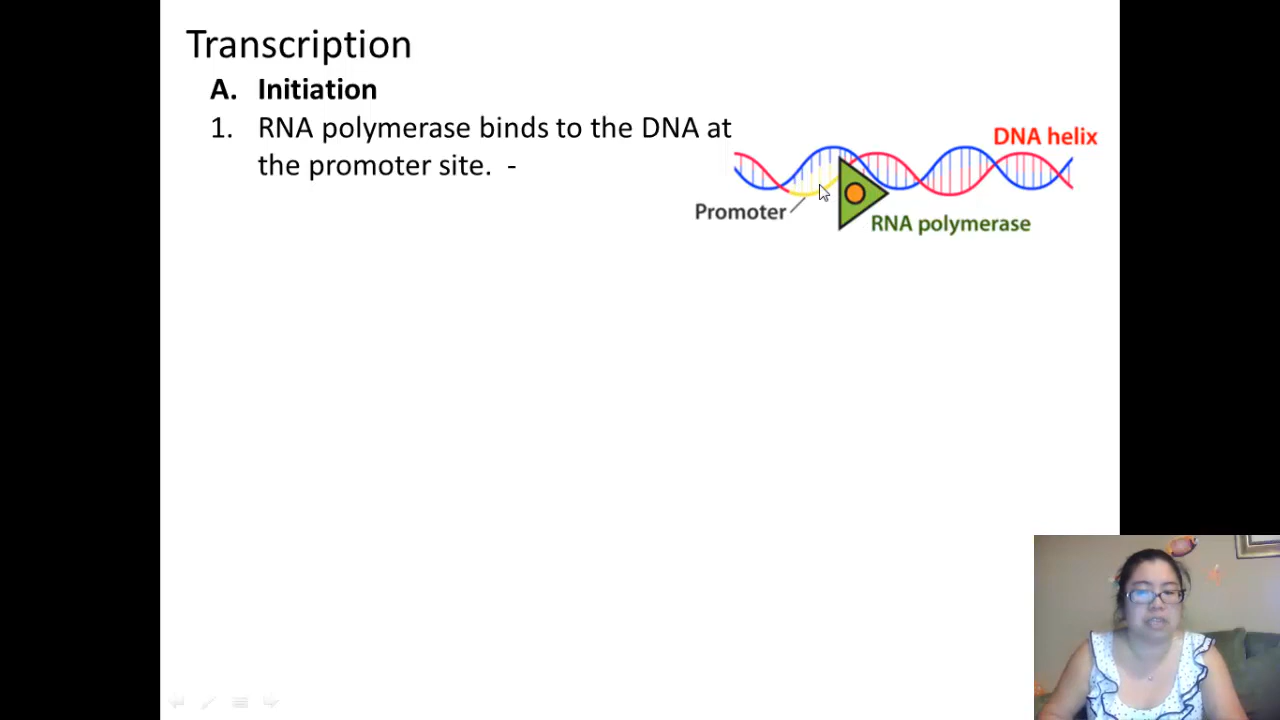 Transcription
A. Initiation
1. RNA polymerase binds to the DNA at
the promoter site. -
DNA helix
Promoter
RNA polymerase